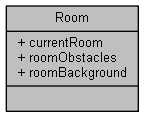 Room
+ currentRoom
+ roomObstacles
+ roomBackground